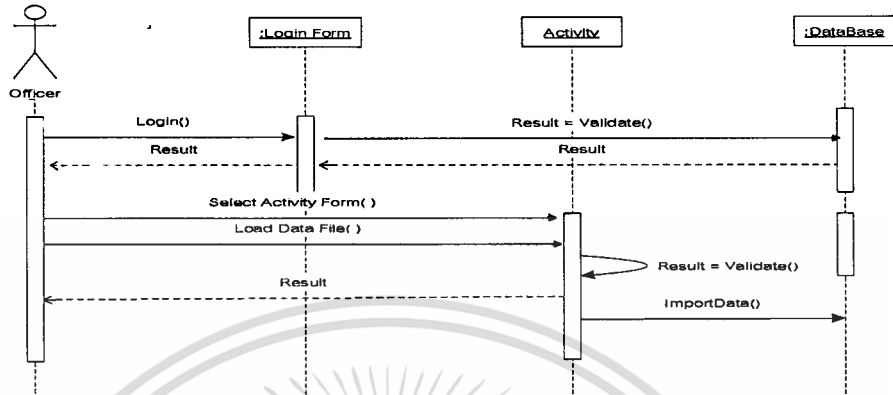 :Login Form
Activity
:DataBase
Officer
Login()
Result = Validate()
Result
Result
Select Activity Form( )
Load Data File( )
Result = Validate()
Result
ImportData()